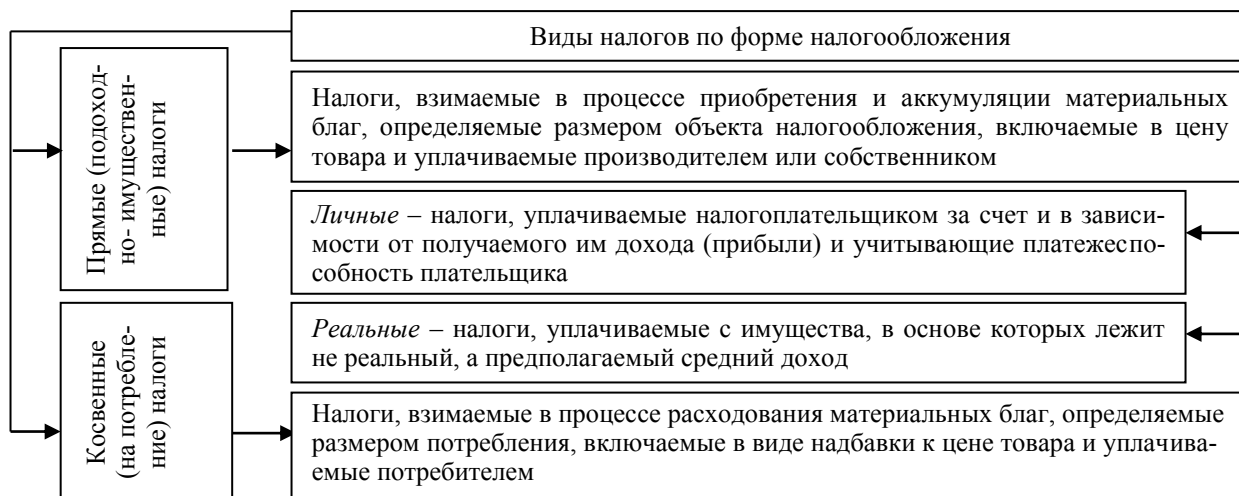 Виды налогов по форме налогообложения
Прямые (подоход-
но- имуществен-
ные) налоги
Налоги, взимаемые в процессе приобретения и аккумуляции материальных
благ, определяемые размером объекта налогообложения, включаемые в цену
товара и уплачиваемые производителем или собственником
Личные – налоги, уплачиваемые налогоплательщиком за счет и в зависи-
мости от получаемого им дохода (прибыли) и учитывающие платежеспо-
собность плательщика
Реальные – налоги, уплачиваемые с имущества, в основе которых лежит
не реальный, а предполагаемый средний доход
Косвенные
(на потребле-
ние) налоги
Налоги, взимаемые в процессе расходования материальных благ, определяемые
размером потребления, включаемые в виде надбавки к цене товара и уплачива-
емые потребителем